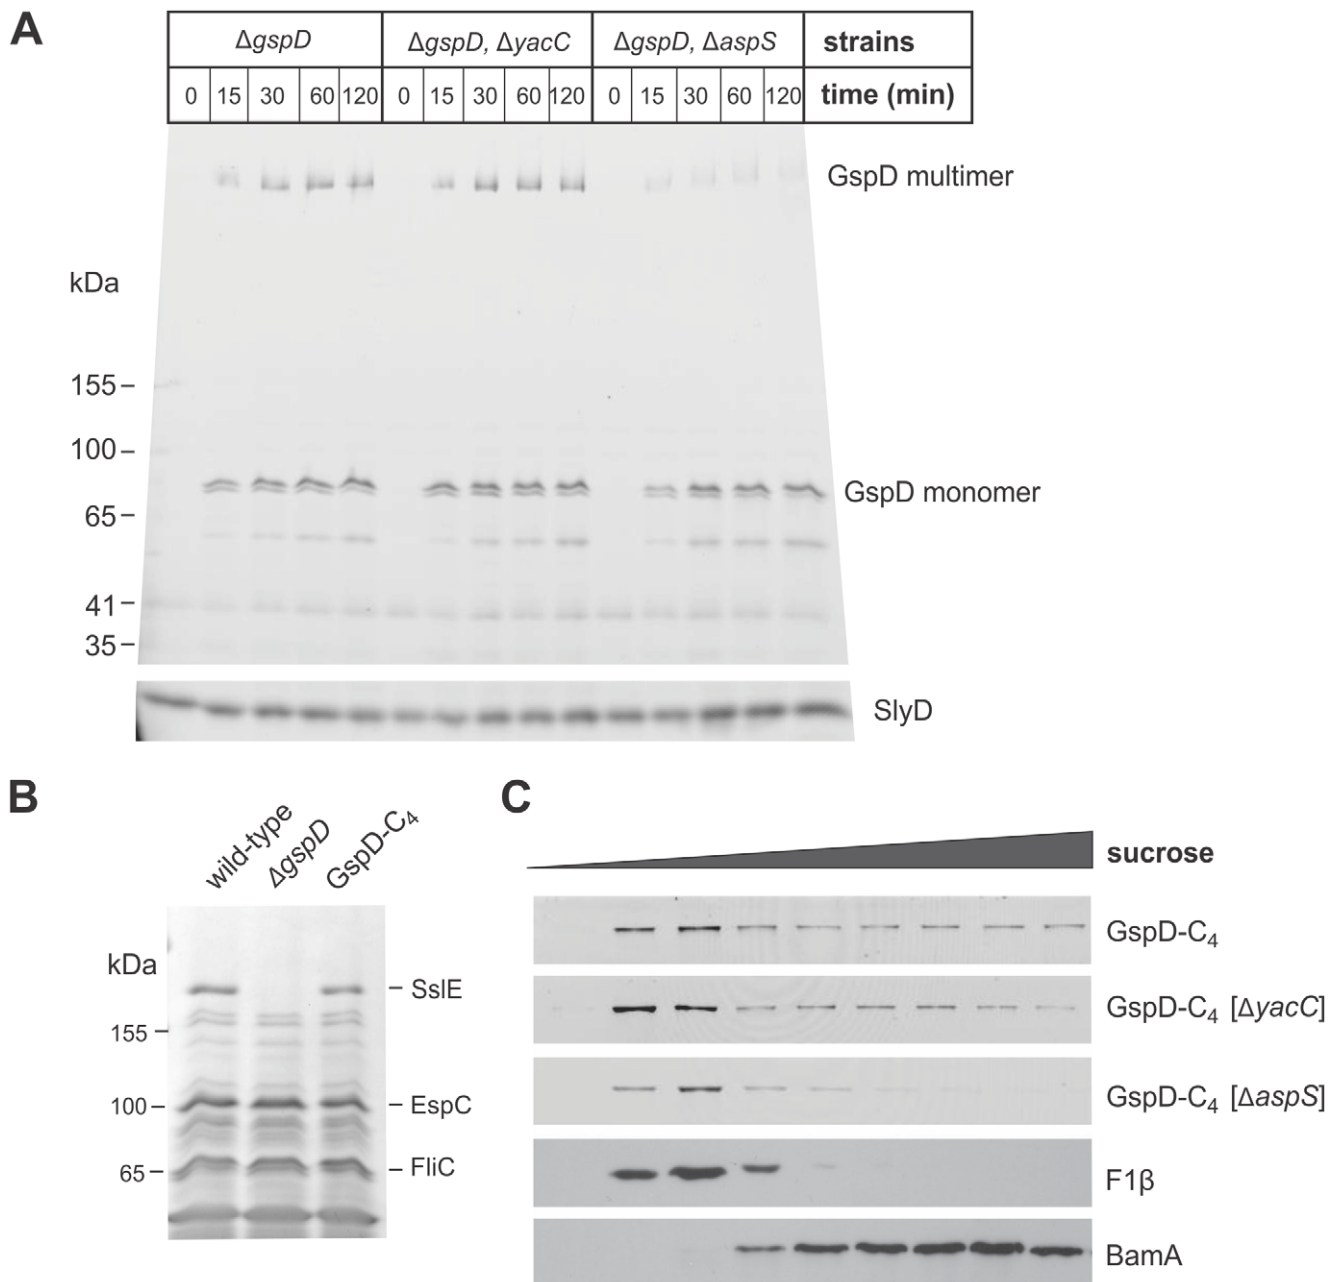 A
ΔgspD ΔgspD, ΔyacC ΔgspD, ΔaspS strains
0 15 30 60 120 0 15 30 60 120 0 15 30 60 120 time (min)
GspD multimer
kDa
155
100
GspD monomer
65
41
35
SlyD
B
wild-type ΔgspD GspD-C₄
kDa
SslE
155
100 EspC
65 FliC
C
sucrose
GspD-C₄
GspD-C₄ [ΔyacC]
GspD-C₄ [ΔaspS]
F1β
BamA